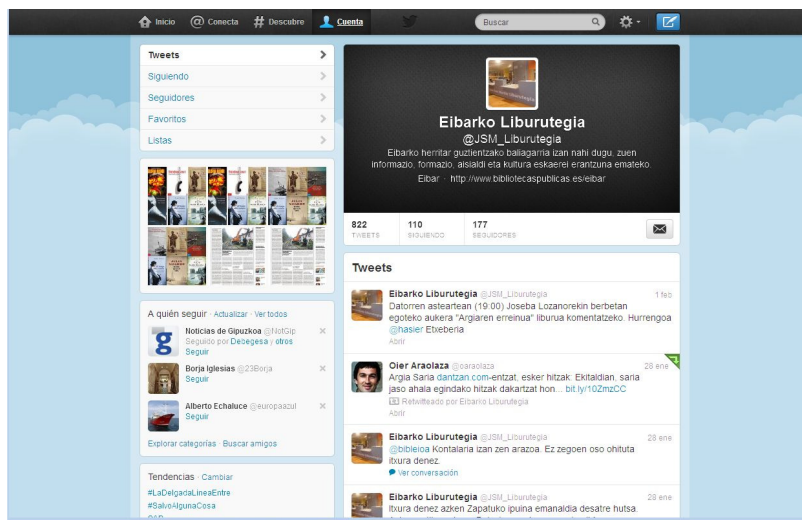 Inicio
Conecta
Descubre
Cuenta
Buscar
Tweets
Siguiendo
Seguidores
Favoritos
Listas
Eibarko Liburutegia
@JSM_Liburutegia
Eibarko herritar guztientzako baliagarria izan nahi dugu, zuen
informazio, formazio, aisialdi eta kultura eskaerei erantzuna emateko.
Eibar · http://www.bibliotecaspublicas.es/eibar
822
TWEETS
110
SIGUIENDO
177
SEGUIDORES
A quién seguir · Actualizar · Ver todos
Noticias de Gipuzkoa @NotGip
Seguido por Debegesa y otros
Seguir
Borja Iglesias @23Borja
Seguir
Alberto Echaluce @europaazul
Seguir
Explorar categorías · Buscar amigos
Tendencias · Cambiar
#LaDelgadaLineaEntre
#SalvoAlgunaCosa
Tweets
Eibarko Liburutegia @JSM_Liburutegia 1 feb
Datorren asteartean (19:00) Joseba Lozanorekin berbetan
egoteko aukera "Argiaren erreinua" liburua komentatzeko. Hurrengoa
@hasier Etxeberia
Abrir
Oier Araolaza @oaraolaza 28 ene
Argia Saria dantzan.com-entzat, esker hitzak: Ekitaldian, saria
jaso ahala egindako hitzak dakartzat hon... bit.ly/10ZmzCC
Retwitteado por Eibarko Liburutegia
Abrir
Eibarko Liburutegia @JSM_Liburutegia 28 ene
@bibleioa Kontalaria izan zen arazoa. Ez zegoen oso ohituta
itxura denez.
Ver conversación
Eibarko Liburutegia @JSM_Liburutegia 28 ene
Itxura denez azken Zapatuko ipuina emanaldia desatre hutsa